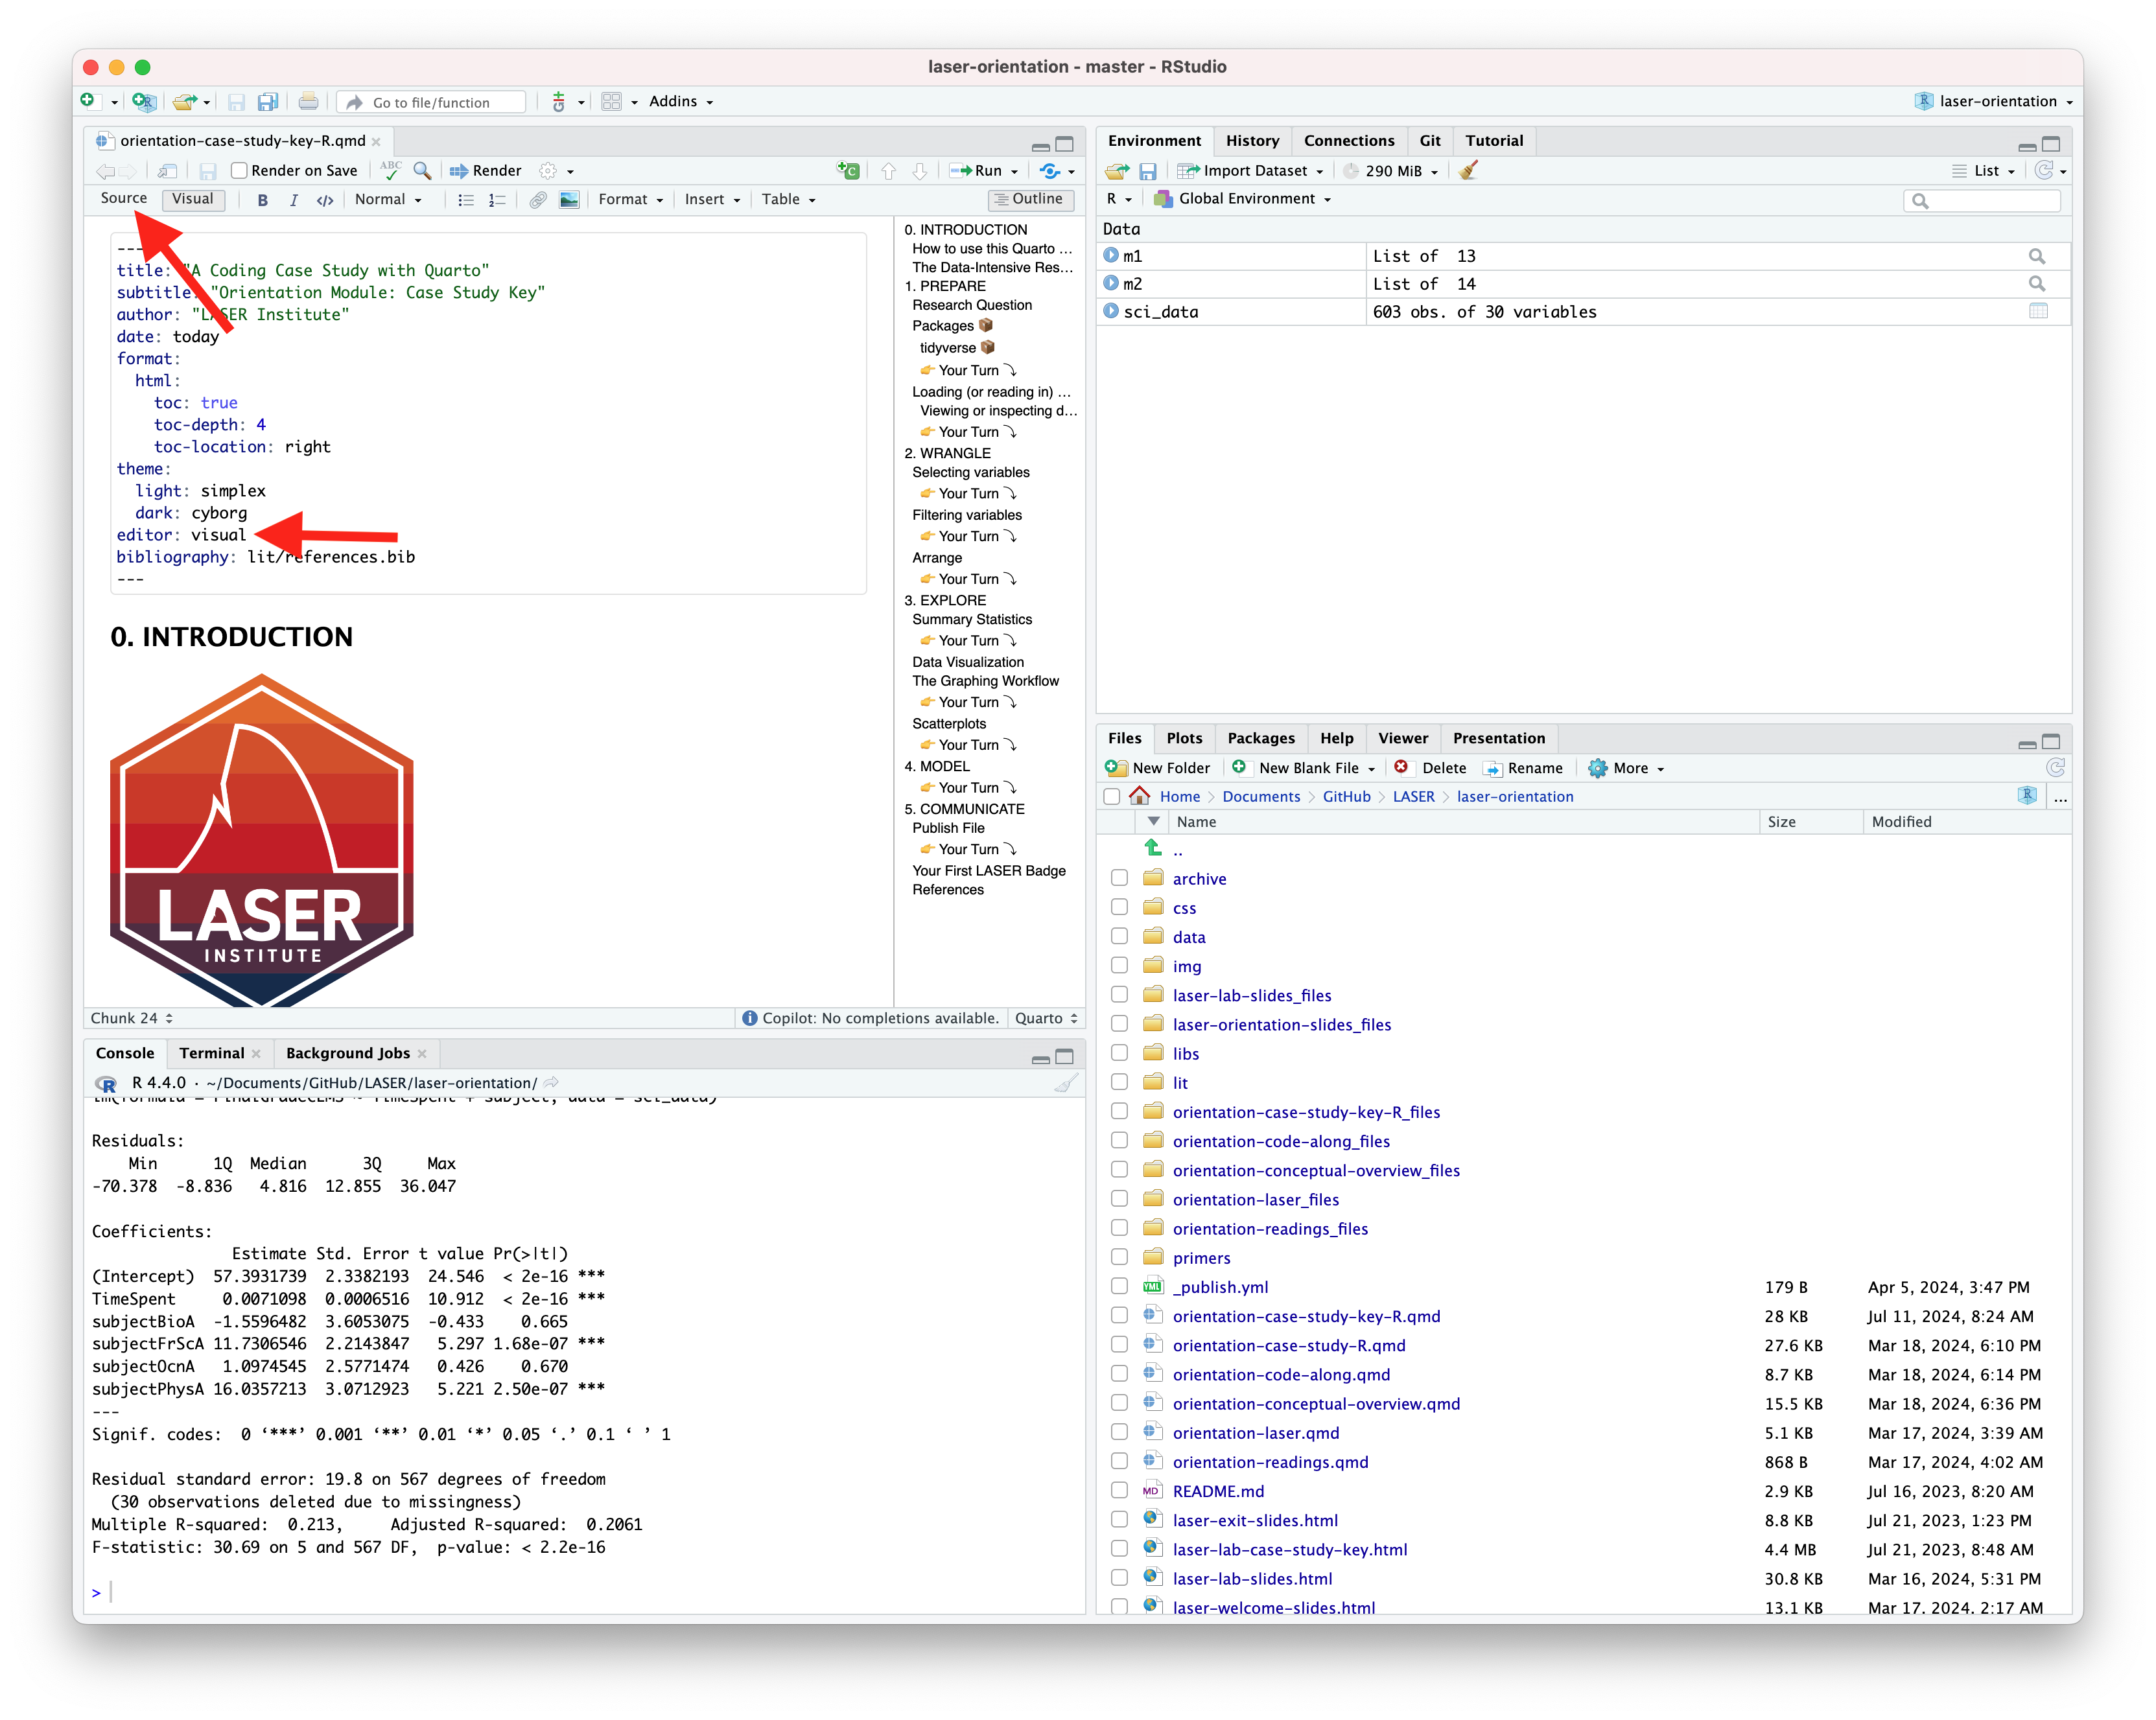 laser-orientation - master - RStudio
Go to file/function
Addins
laser-orientation
orientation-case-study-key-R.qmd
Render on Save
ABC
Render
Run
Source
Visual
B
I
</>
Normal
Format
Insert
Table
Outline
---
title: "A Coding Case Study with Quarto"
subtitle: "Orientation Module: Case Study Key"
author: "LASER Institute"
date: today
format:
html:
toc: true
toc-depth: 4
toc-location: right
theme:
light: simplex
dark: cyborg
editor: visual
bibliography: lit/references.bib
---
0. INTRODUCTION
LASER
INSTITUTE
0. INTRODUCTION
How to use this Quarto ...
The Data-Intensive Res...
1. PREPARE
Research Question
Packages 📦
tidyverse 📦
👉 Your Turn ⤵
Loading (or reading in) ...
Viewing or inspecting d...
👉 Your Turn ⤵
2. WRANGLE
Selecting variables
👉 Your Turn ⤵
Filtering variables
👉 Your Turn ⤵
Arrange
👉 Your Turn ⤵
3. EXPLORE
Summary Statistics
👉 Your Turn ⤵
Data Visualization
The Graphing Workflow
👉 Your Turn ⤵
Scatterplots
👉 Your Turn ⤵
4. MODEL
👉 Your Turn ⤵
5. COMMUNICATE
Publish File
👉 Your Turn ⤵
Your First LASER Badge
References
Chunk 24
Copilot: No completions available.
Quarto
Console Terminal Background Jobs
R 4.4.0 · ~/Documents/GitHub/LASER/laser-orientation/
lm(formula = FinalGradeCEMS ~ TimeSpent + subject, data = sci_data)
Residuals:
Min 1Q Median 3Q Max
-70.378 -8.836 4.816 12.855 36.047
Coefficients:
Estimate Std. Error t value Pr(>|t|)
(Intercept) 57.3931739 2.3382193 24.546 < 2e-16 ***
TimeSpent 0.0071098 0.0006516 10.912 < 2e-16 ***
subjectBioA -1.5596482 3.6053075 -0.433 0.665
subjectFrScA 11.7306546 2.2143847 5.297 1.68e-07 ***
subjectOcnA 1.0974545 2.5771474 0.426 0.670
subjectPhysA 16.0357213 3.0712923 5.221 2.50e-07 ***
---
Signif. codes: 0 ‘***’ 0.001 ‘**’ 0.01 ‘*’ 0.05 ‘.’ 0.1 ‘ ’ 1
Residual standard error: 19.8 on 567 degrees of freedom
(30 observations deleted due to missingness)
Multiple R-squared: 0.213, Adjusted R-squared: 0.2061
F-statistic: 30.69 on 5 and 567 DF, p-value: < 2.2e-16
>
Environment History Connections Git Tutorial
Import Dataset 290 MiB List
R Global Environment
Data
m1 List of 13
m2 List of 14
sci_data 603 obs. of 30 variables
Files Plots Packages Help Viewer Presentation
New Folder New Blank File Delete Rename More
Home Documents GitHub LASER laser-orientation ...
Name Size Modified
..
archive
css
data
img
laser-lab-slides_files
laser-orientation-slides_files
libs
lit
orientation-case-study-key-R_files
orientation-code-along_files
orientation-conceptual-overview_files
orientation-laser_files
orientation-readings_files
primers
_publish.yml 179 B Apr 5, 2024, 3:47 PM
orientation-case-study-key-R.qmd 28 KB Jul 11, 2024, 8:24 AM
orientation-case-study-R.qmd 27.6 KB Mar 18, 2024, 6:10 PM
orientation-code-along.qmd 8.7 KB Mar 18, 2024, 6:14 PM
orientation-conceptual-overview.qmd 15.5 KB Mar 18, 2024, 6:36 PM
orientation-laser.qmd 5.1 KB Mar 17, 2024, 3:39 AM
orientation-readings.qmd 868 B Mar 17, 2024, 4:02 AM
README.md 2.9 KB Jul 16, 2023, 8:20 AM
laser-exit-slides.html 8.8 KB Jul 21, 2023, 1:23 PM
laser-lab-case-study-key.html 4.4 MB Jul 21, 2023, 8:48 AM
laser-lab-slides.html 30.8 KB Mar 16, 2024, 5:31 PM
laser-welcome-slides.html 13.1 KB Mar 17, 2024, 2:17 AM